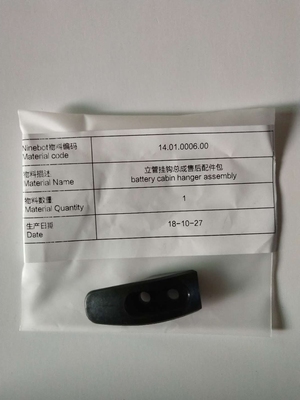 Ninebot物料编码 14.01.0006.00
Material code
物料描述 立管挂钩总成售后配件包
Material Name battery cabin hanger assembly
物料数量 1
Material Quantity
生产日期 18-10-27
Date